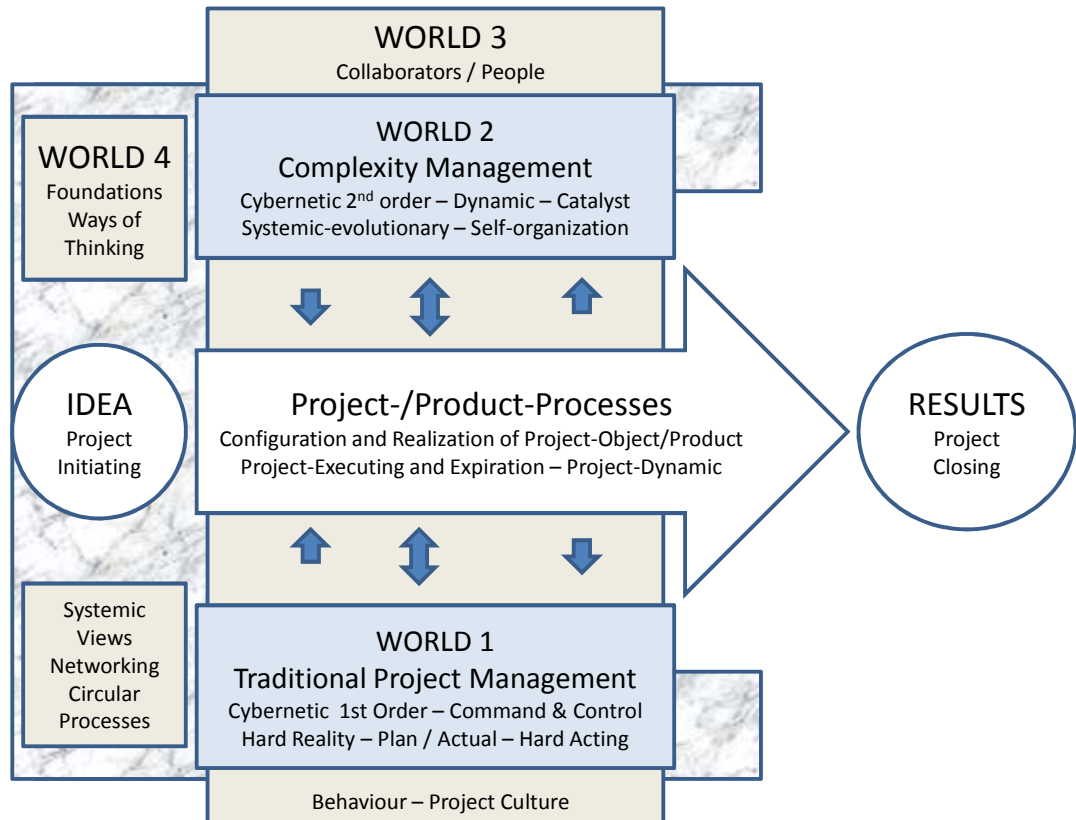 WORLD 3
Collaborators / People
WORLD 2
Complexity Management
Cybernetic 2nd order – Dynamic – Catalyst
Systemic-evolutionary – Self-organization
WORLD 4
Foundations
Ways of
Thinking
IDEA
Project
Initiating
Project-/Product-Processes
Configuration and Realization of Project-Object/Product
Project-Executing and Expiration – Project-Dynamic
RESULTS
Project
Closing
Systemic
Views
Networking
Circular
Processes
WORLD 1
Traditional Project Management
Cybernetic 1st Order – Command & Control
Hard Reality – Plan / Actual – Hard Acting
Behaviour – Project Culture